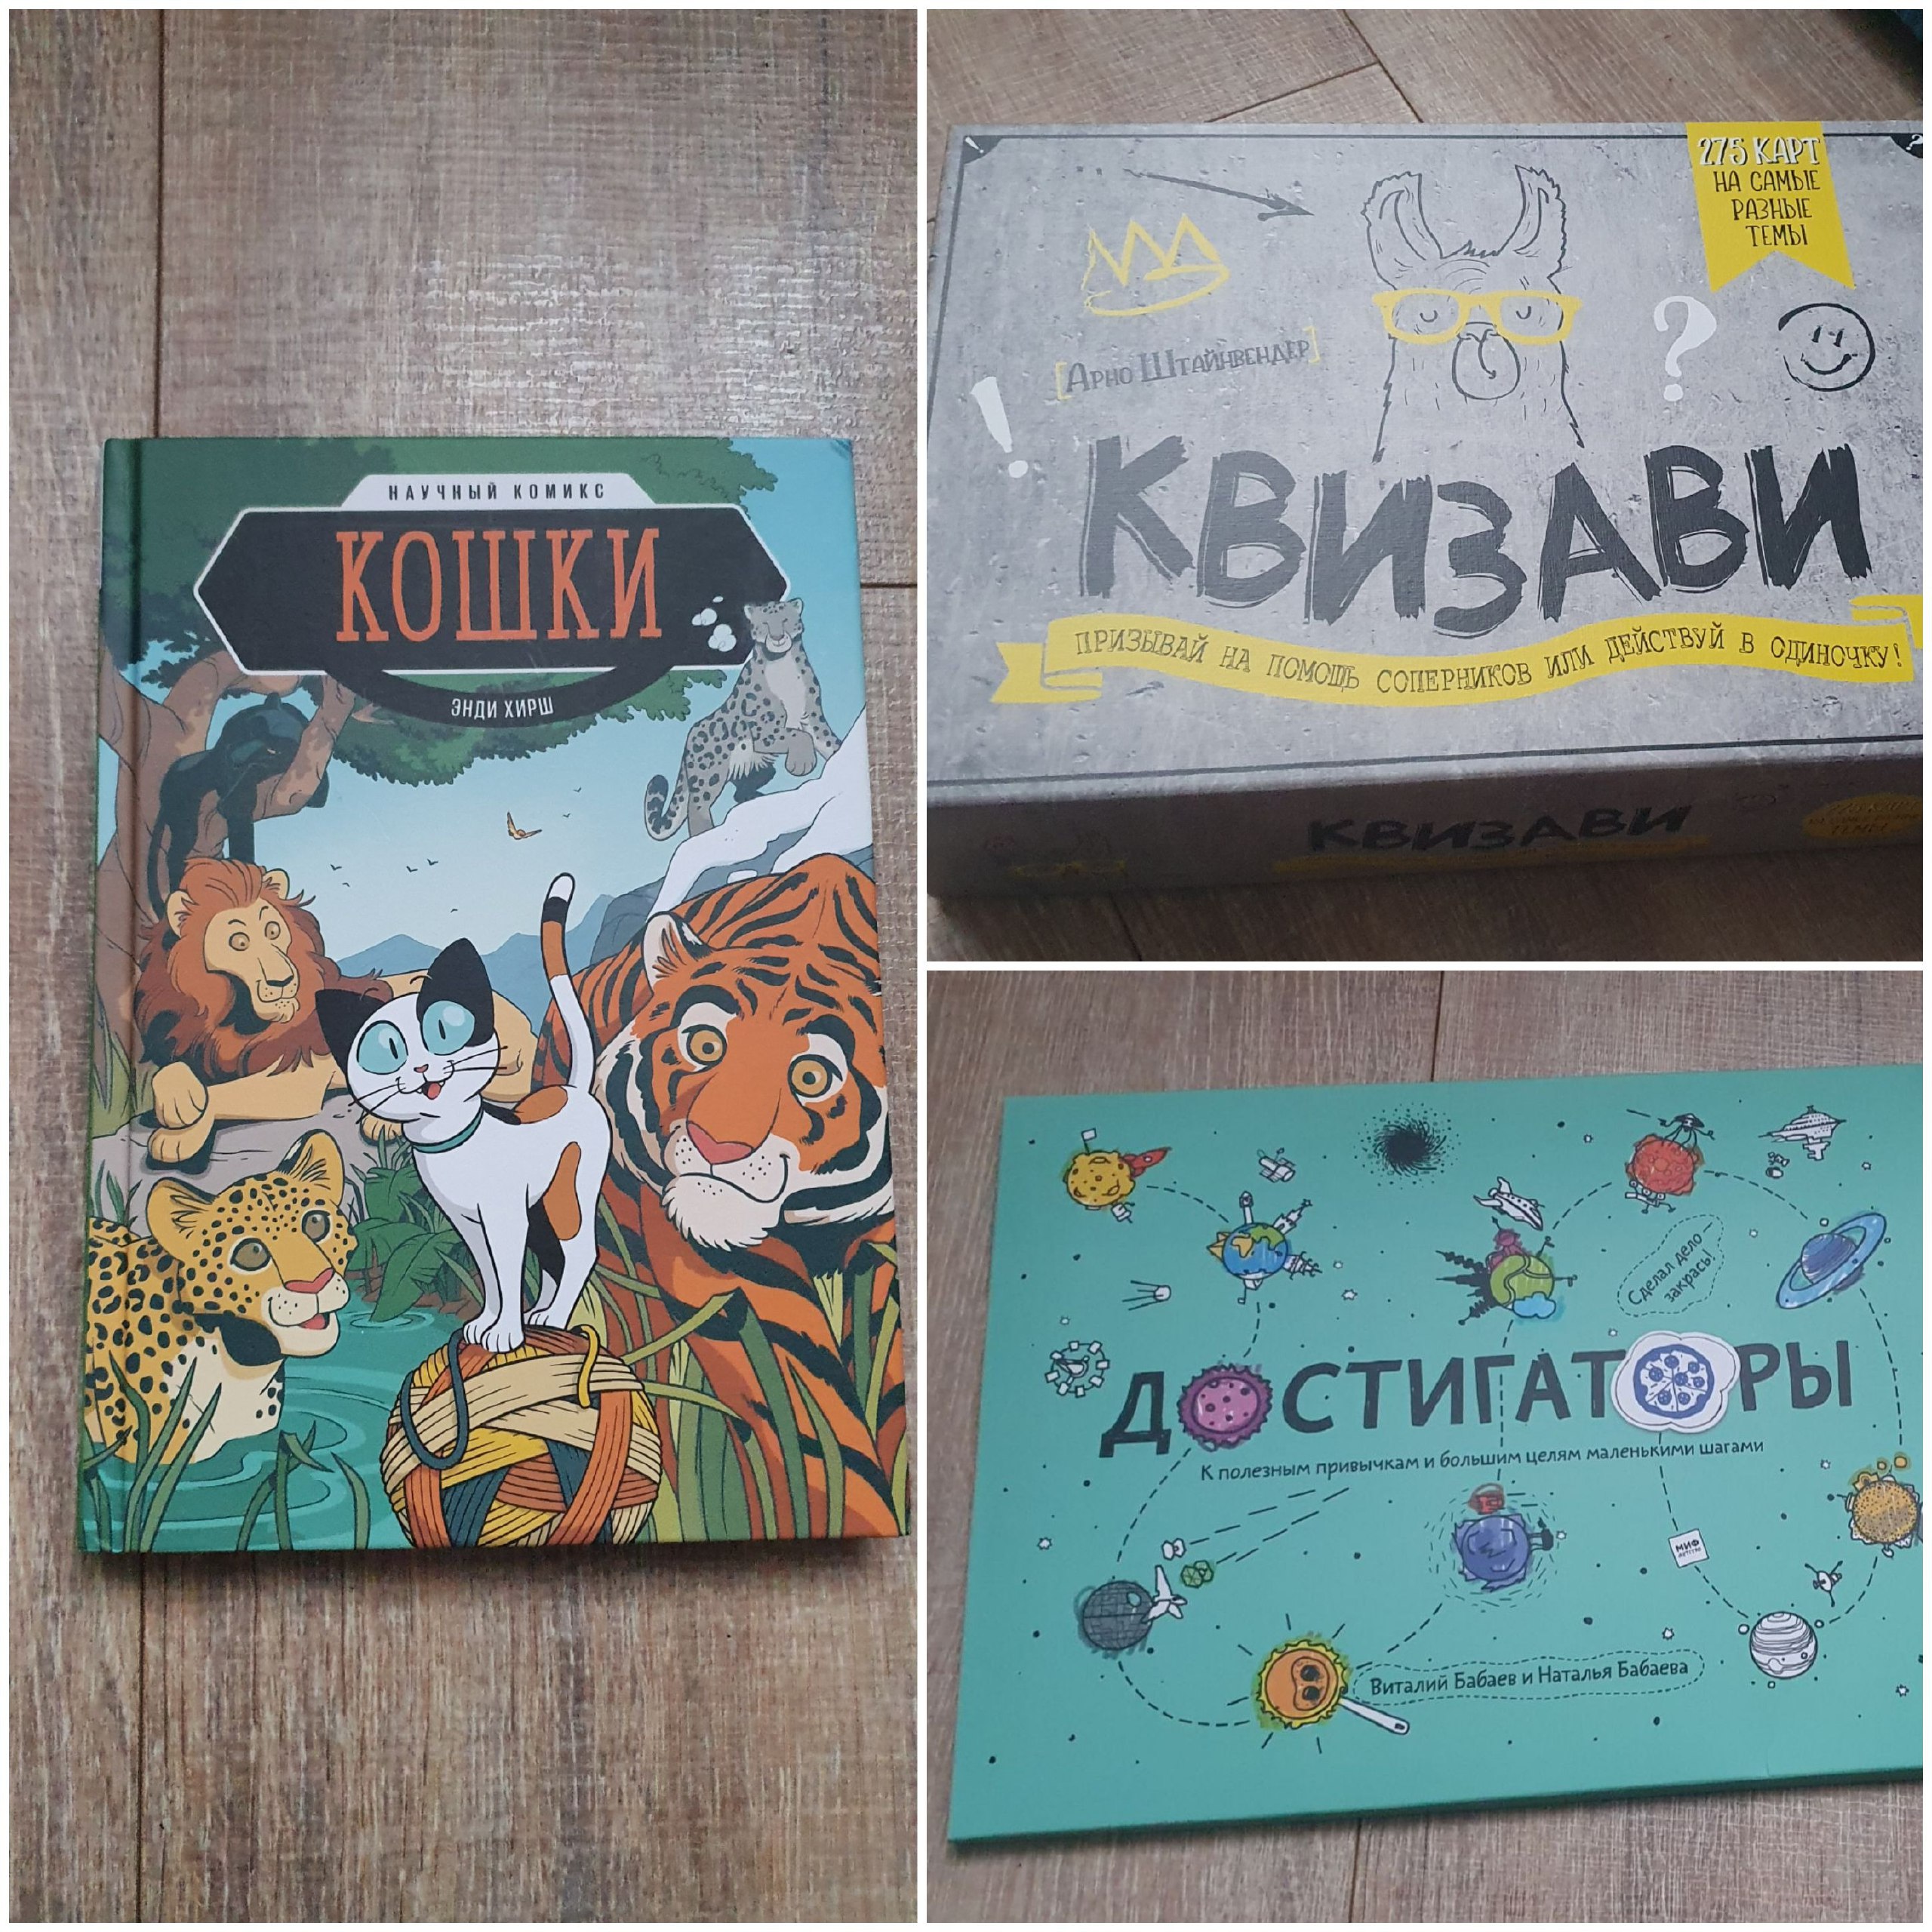 НАУЧНЫЙ КОМИКС
КОШКИ
ЭНДИ ХИРШ
275 КАРТ
НА САМЫЕ
РАЗНЫЕ
ТЕМЫ
[АРНО ШТАЙНВЕНДЕР]
КВИЗАВИ
ПРИЗЫВАЙ НА ПОМОЩЬ СОПЕРНИКОВ ИЛИ ДЕЙСТВУЙ В ОДИНОЧКУ!
КВИЗАВИ
Сделал дело
закрась!
ДОСТИГАТОРЫ
К полезным привычкам и большим целям маленькими шагами
МИФ
Виталий Бабаев и Наталья Бабаева